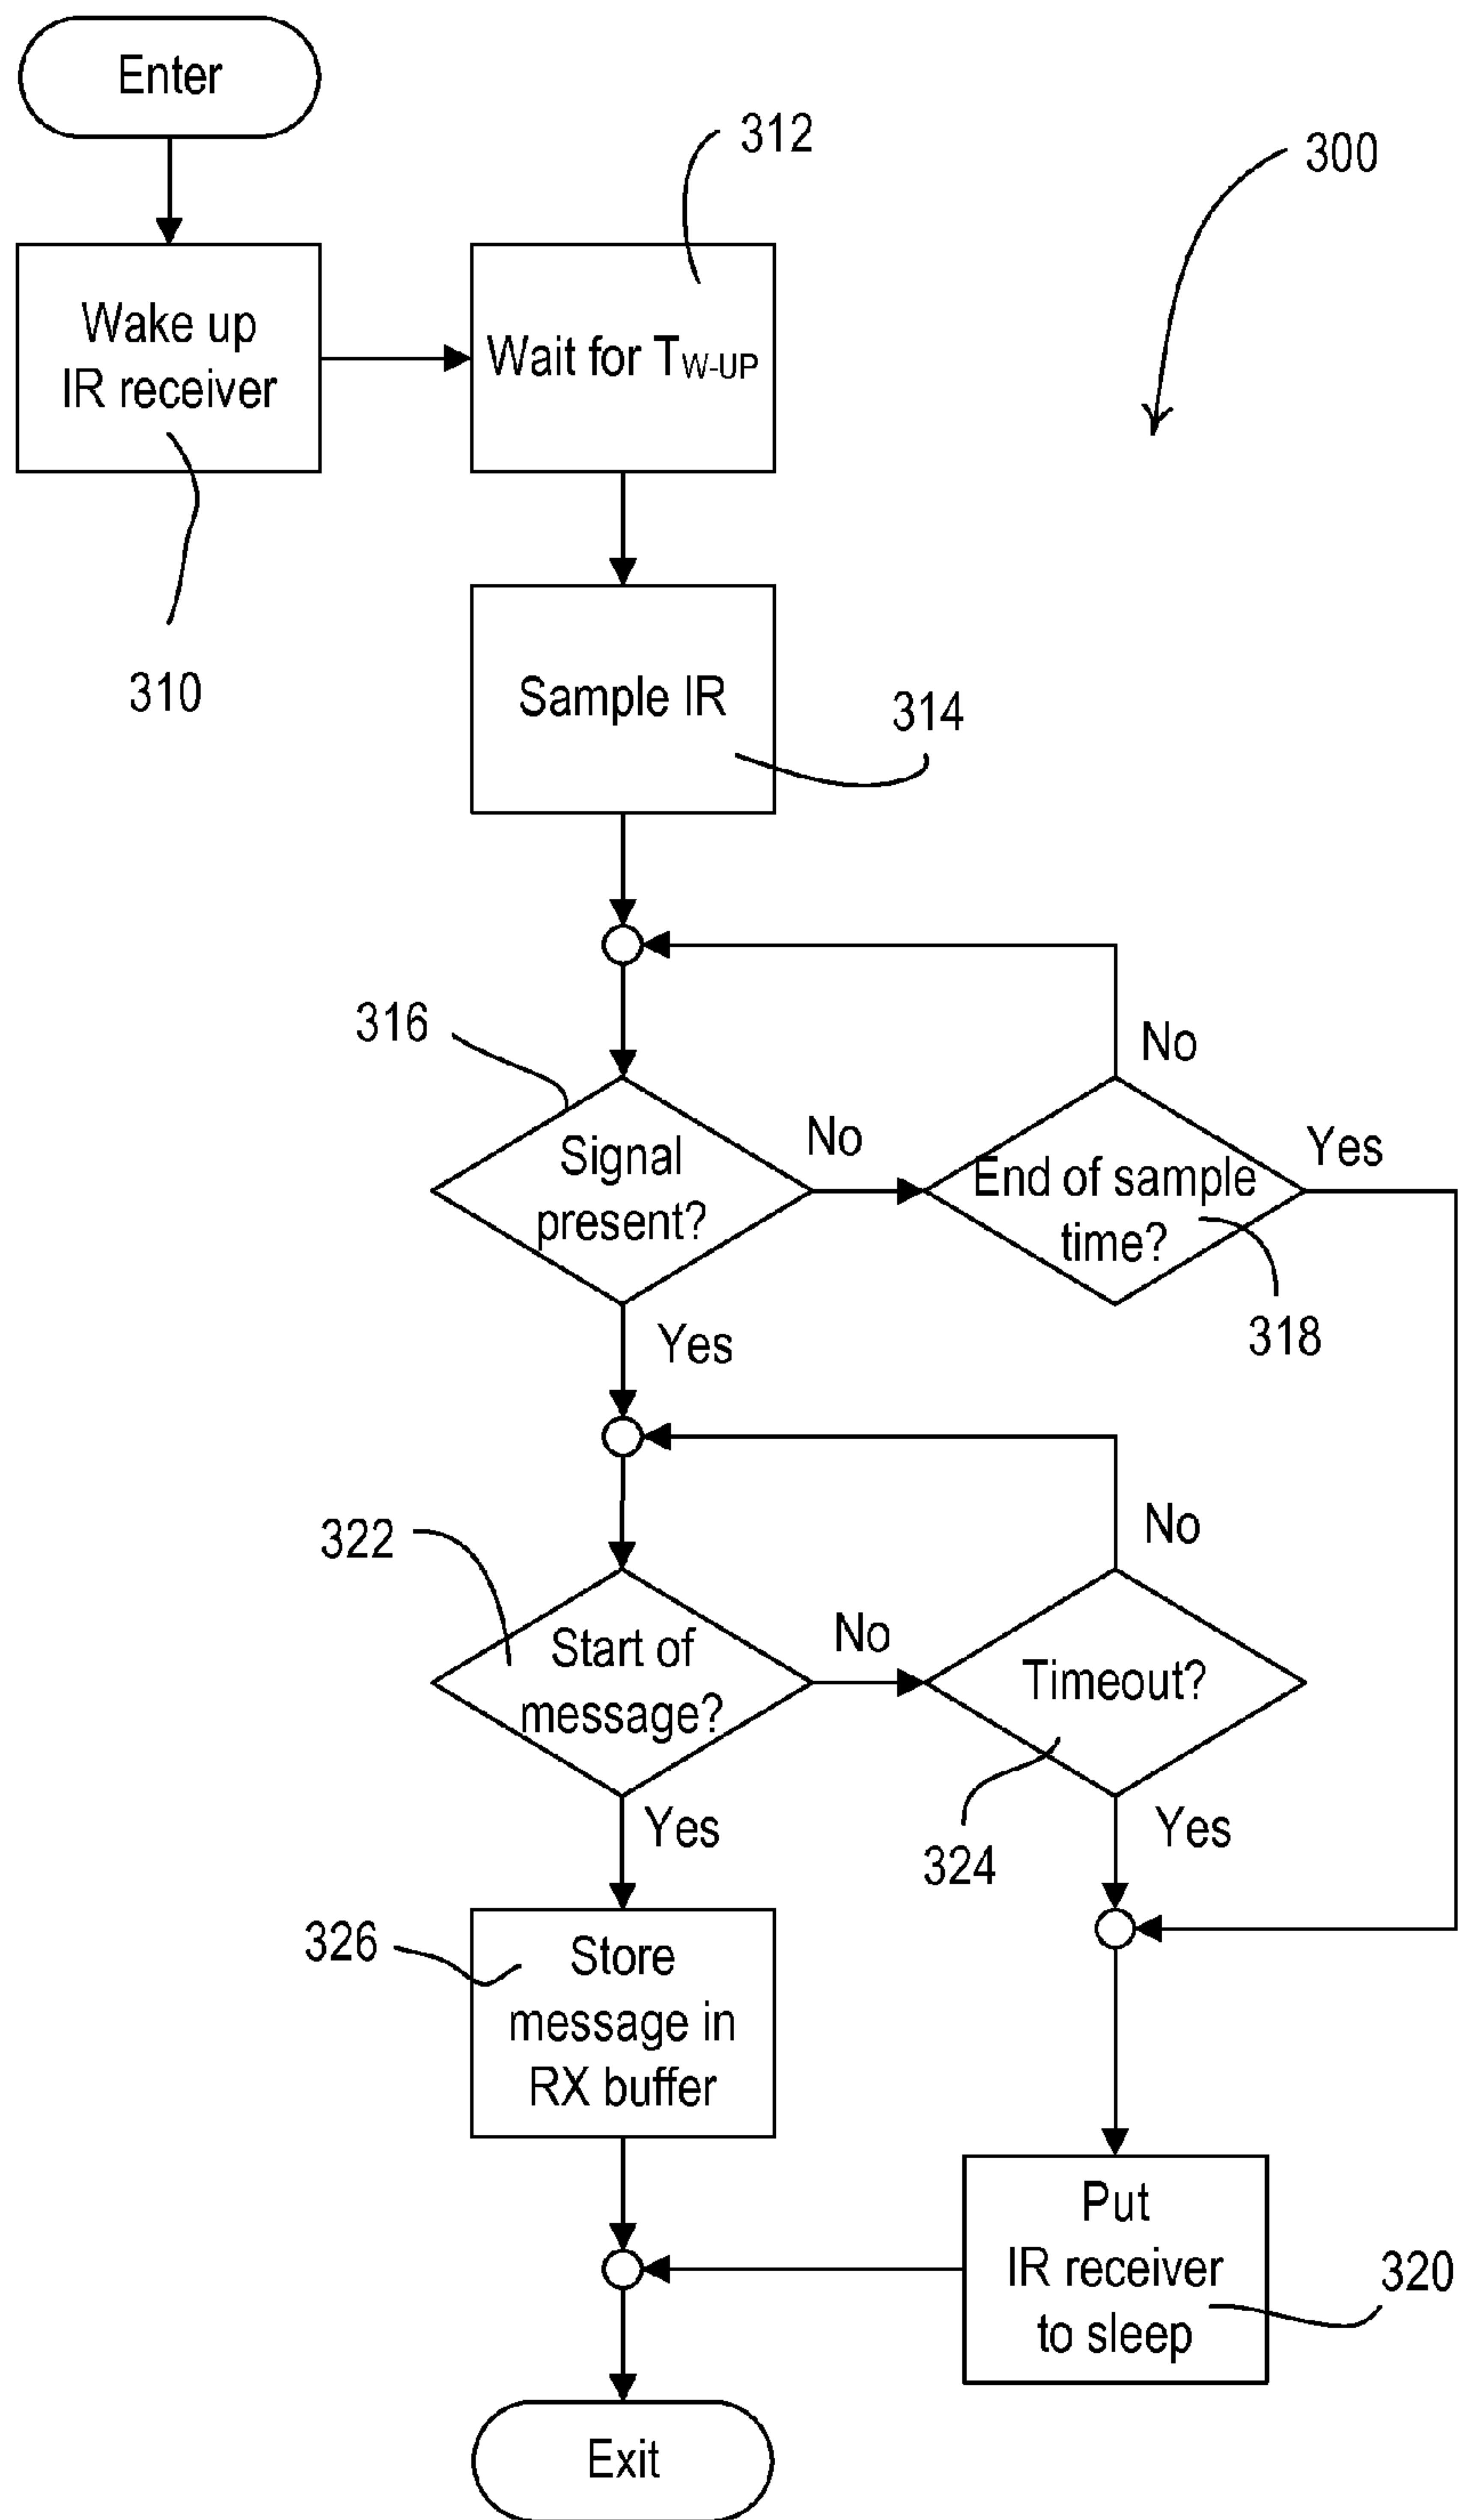 Enter
312
300
Wake up
IR receiver
Wait for TW-UP
310
Sample IR
314
316
No
Signal
present?
No
End of sample
time?
Yes
318
Yes
322
No
Start of
message?
No
Timeout?
324
Yes
Yes
326
Store
message in
RX buffer
Put
IR receiver
to sleep
320
Exit